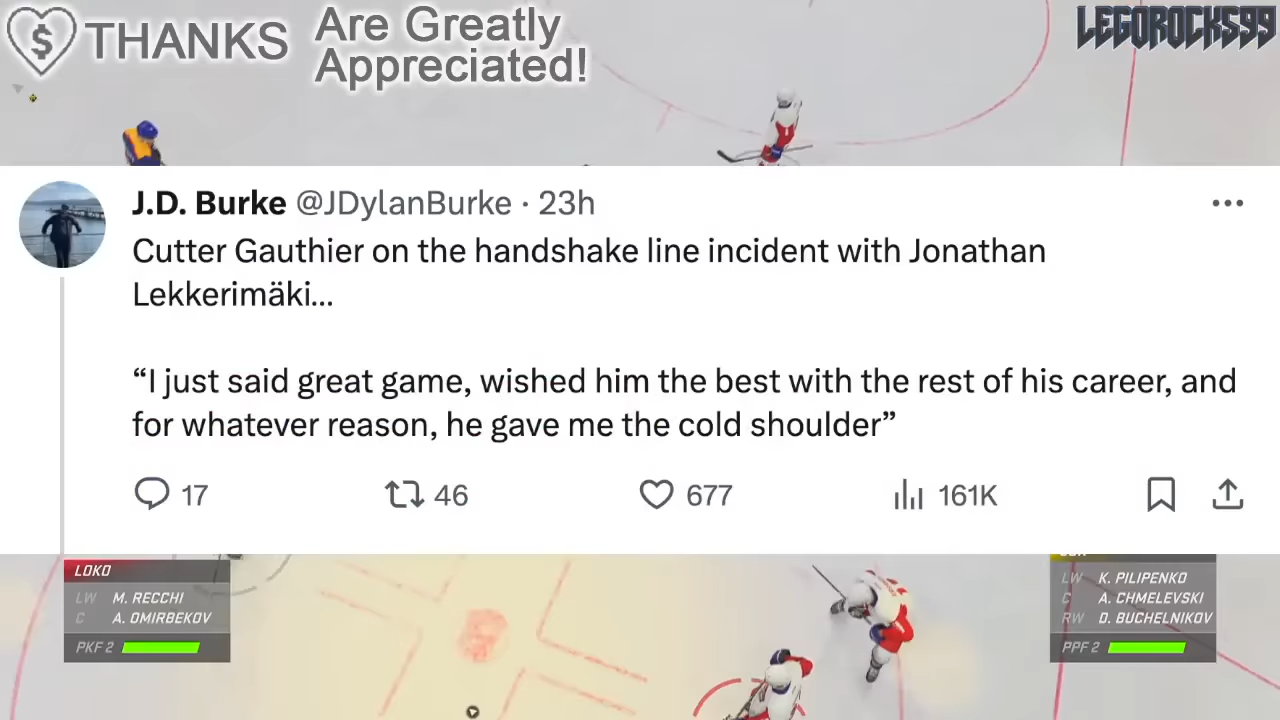 $ THANKS
Are Greatly
Appreciated!
LEGOROCKS99
J.D. Burke @JDylanBurke · 23h
Cutter Gauthier on the handshake line incident with Jonathan
Lekkerimäki...
“I just said great game, wished him the best with the rest of his career, and
for whatever reason, he gave me the cold shoulder”
17 46 677 161K
LOKO
LW M. RECCHI
C A. OMIRBEKOV
PKF 2
LW K. PILIPENKO
C A. CHMELEVSKI
RW D. BUCHELNIKOV
PPF 2